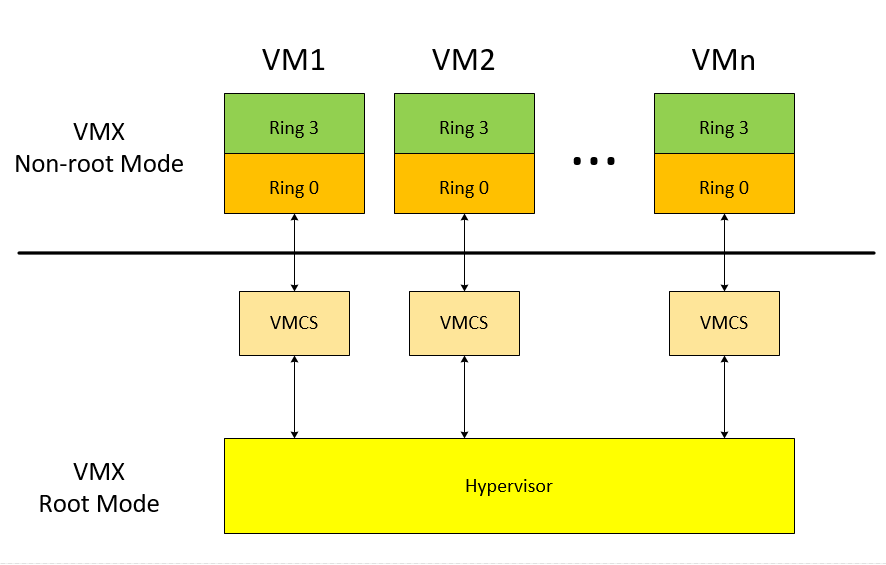 VM1
VM2
VMn
VMX
Non-root Mode
Ring 3
Ring 3
...
Ring 3
Ring 0
Ring 0
Ring 0
VMCS
VMCS
VMCS
VMX
Root Mode
Hypervisor